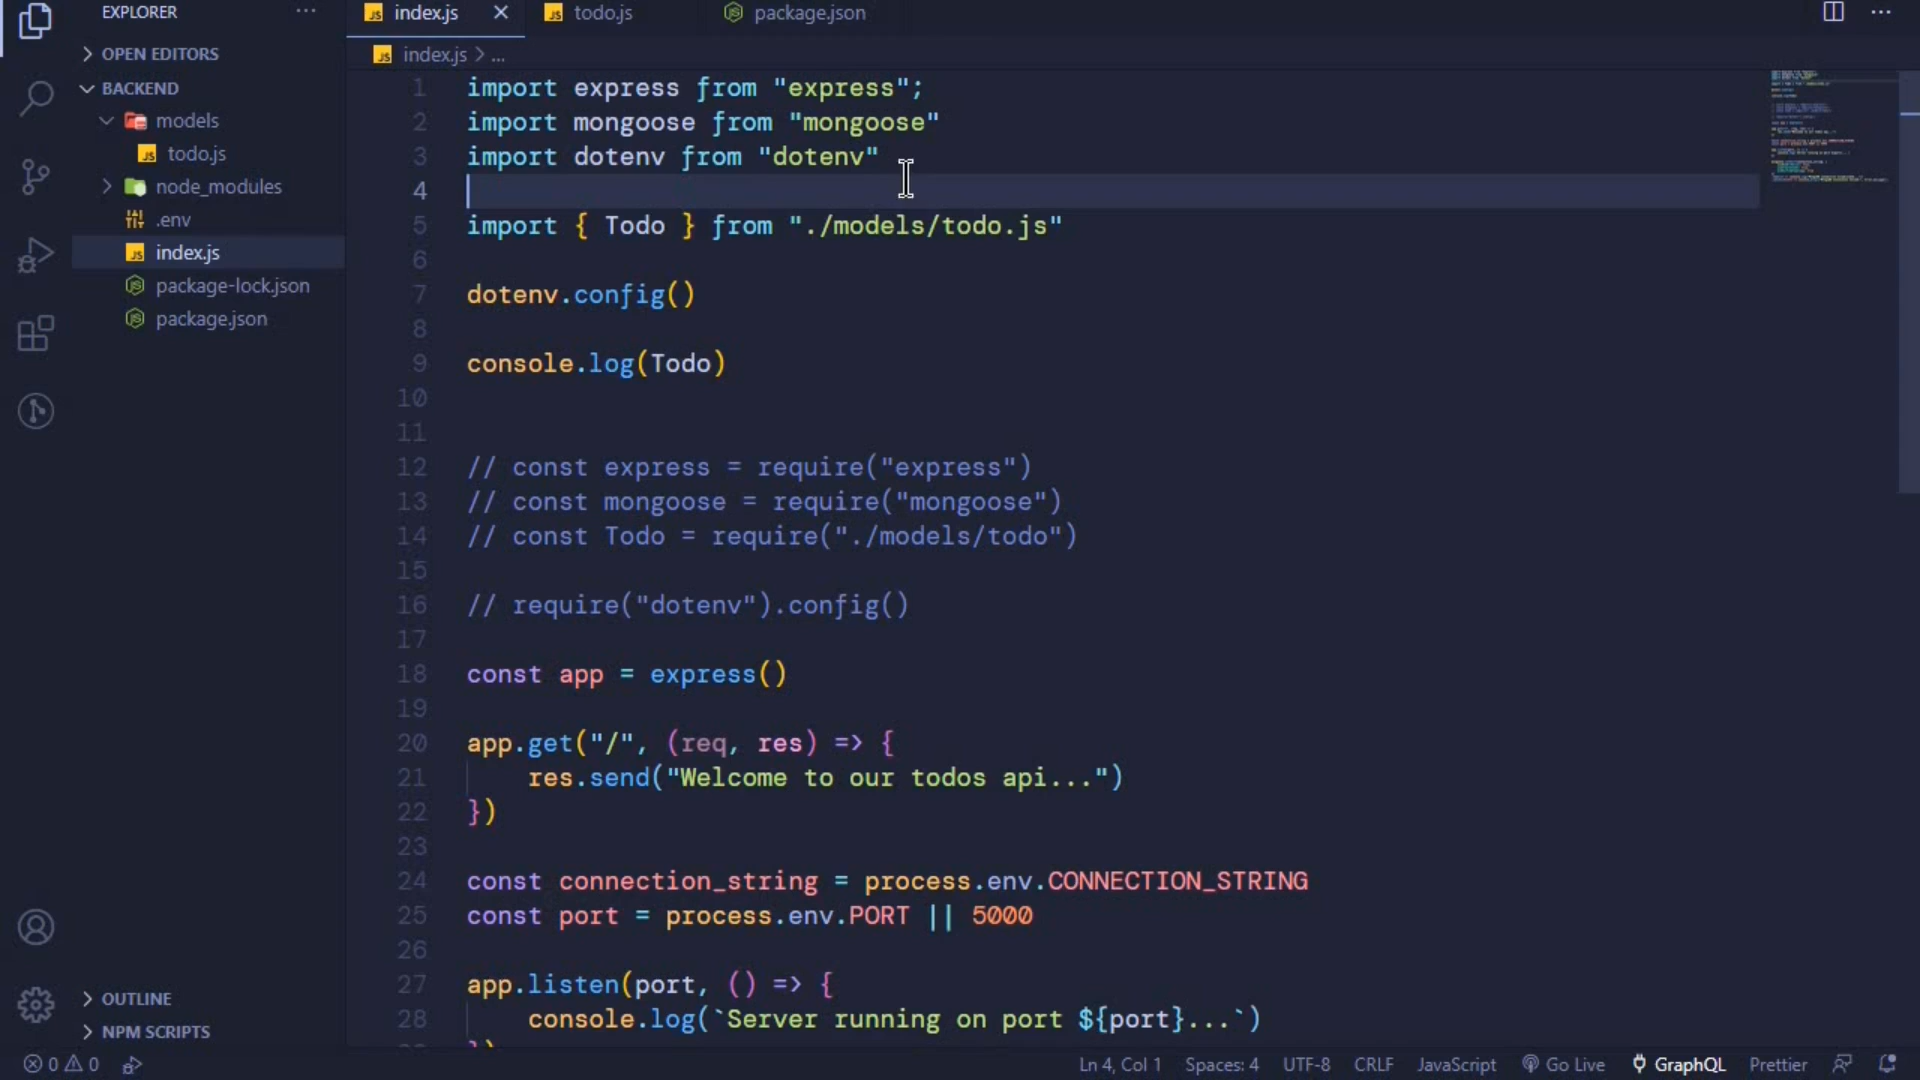 EXPLORER ...
index.js
todo.js
package.json
...
OPEN EDITORS
index.js > ...
BACKEND
models
todo.js
node_modules
.env
index.js
package-lock.json
package.json
1 import express from "express";
2 import mongoose from "mongoose"
3 import dotenv from "dotenv"
4
5 import { Todo } from "./models/todo.js"
6
7 dotenv.config()
8
9 console.log(Todo)
10
11
12 // const express = require("express")
13 // const mongoose = require("mongoose")
14 // const Todo = require("./models/todo")
15
16 // require("dotenv").config()
17
18 const app = express()
19
20 app.get("/", (req, res) => {
21 res.send("Welcome to our todos api...")
22 })
23
24 const connection_string = process.env.CONNECTION_STRING
25 const port = process.env.PORT || 5000
26
27 app.listen(port, () => {
28 console.log(`Server running on port ${port}...`)
OUTLINE
NPM SCRIPTS
0 0
Ln 4, Col 1
Spaces: 4
UTF-8
CRLF
JavaScript
Go Live
GraphQL
Prettier